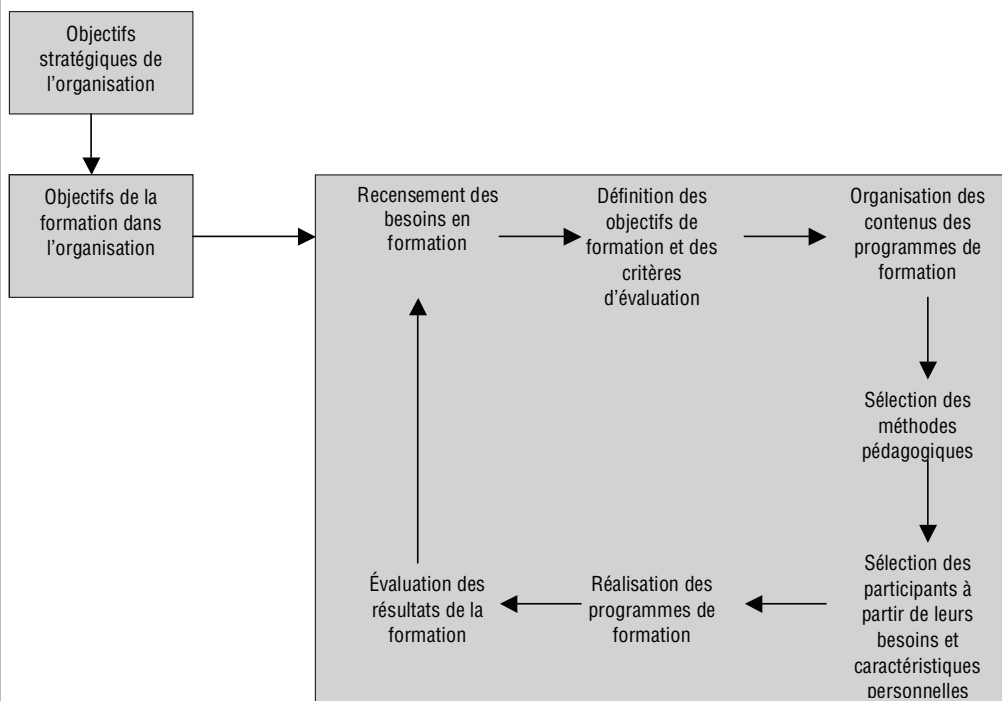 Objectifs
stratégiques de
l'organisation
Objectifs de la
formation dans
l'organisation
Recensement des
besoins en
formation
Définition des
objectifs de
formation et des
critères
d'évaluation
Organisation des
contenus des
programmes de
formation
Sélection des
méthodes
pédagogiques
Sélection des
participants à
partir de leurs
besoins et
caractéristiques
personnelles
Réalisation des
programmes de
formation
Évaluation des
résultats de la
formation